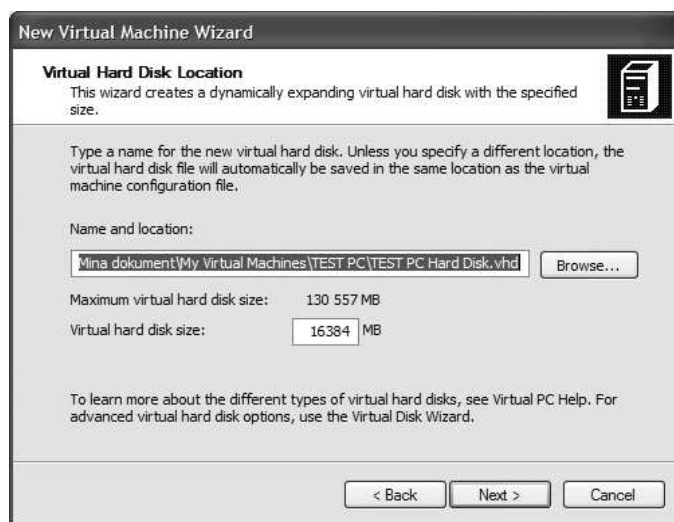 New Virtual Machine Wizard
Virtual Hard Disk Location
This wizard creates a dynamically expanding virtual hard disk with the specified
size.
Type a name for the new virtual hard disk. Unless you specify a different location, the
virtual hard disk file will automatically be saved in the same location as the virtual
machine configuration file.
Name and location:
Mina dokument\My Virtual Machines\TEST PC\TEST PC Hard Disk.vhd
Browse...
Maximum virtual hard disk size: 130 557 MB
Virtual hard disk size: 16384 MB
To learn more about the different types of virtual hard disks, see Virtual PC Help. For
advanced virtual hard disk options, use the Virtual Disk Wizard.
< Back Next > Cancel